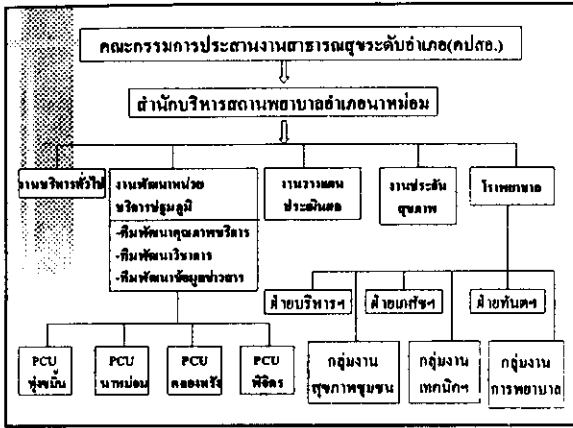 คณะกรรมการประสานงานสาธารณสุขระดับอำเภอ(คปสอ.)
สำนักบริหารสถานพยาบาลอำเภอนาหม่อม
งานบริหารทั่วไป
งานพัฒนาหน่วย
บริการปฐมภูมิ
-ทีมพัฒนาคุณภาพบริการ
-ทีมพัฒนาวิชาการ
-ทีมพัฒนาข้อมูลข่าวสาร
งานวางแผน
ประเมินผล
งานประกัน
สุขภาพ
โรงพยาบาล
ฝ่ายบริหารฯ
ฝ่ายเภสัชฯ
ฝ่ายทันตฯ
PCU
ทุ่งขมิ้น
PCU
นาหม่อม
PCU
คลองหรัง
PCU
พิจิตร
กลุ่มงาน
สุขภาพชุมชน
กลุ่มงาน
เทคนิคฯ
กลุ่มงาน
การพยาบาล